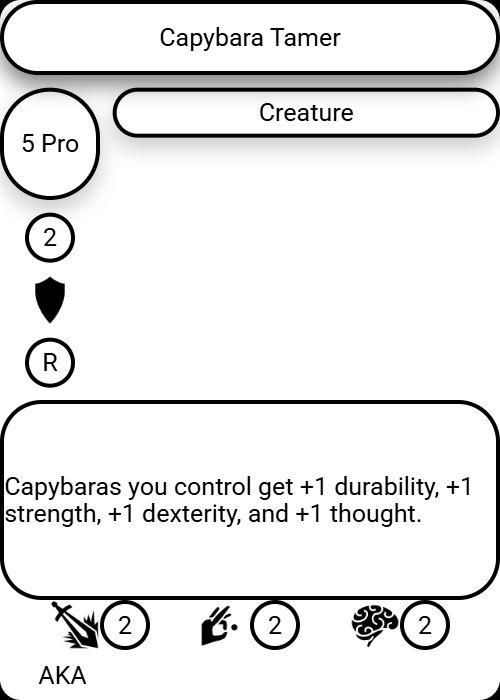 Capybara Tamer
Creature
5 Pro
2
R
Capybaras you control get +1 durability, +1
strength, +1 dexterity, and +1 thought.
2 2 2
AKA